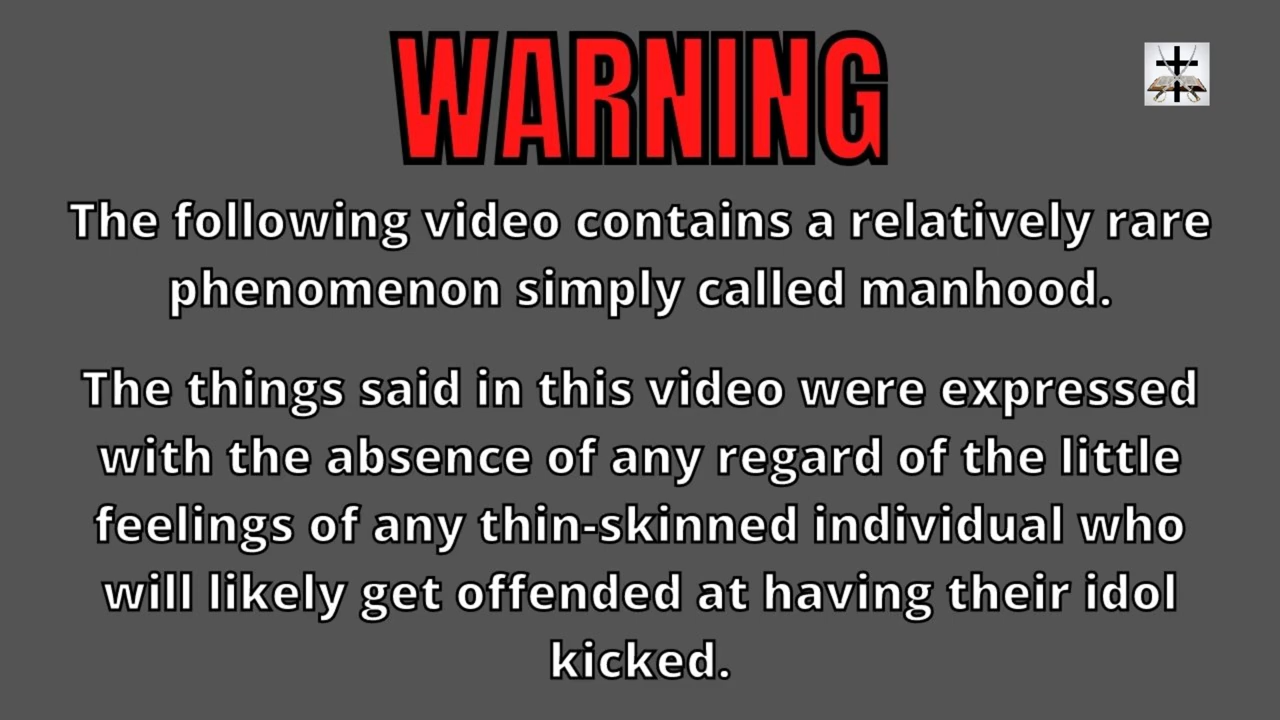 WARNING
The following video contains a relatively rare
phenomenon simply called manhood.
The things said in this video were expressed
with the absence of any regard of the little
feelings of any thin-skinned individual who
will likely get offended at having their idol
kicked.